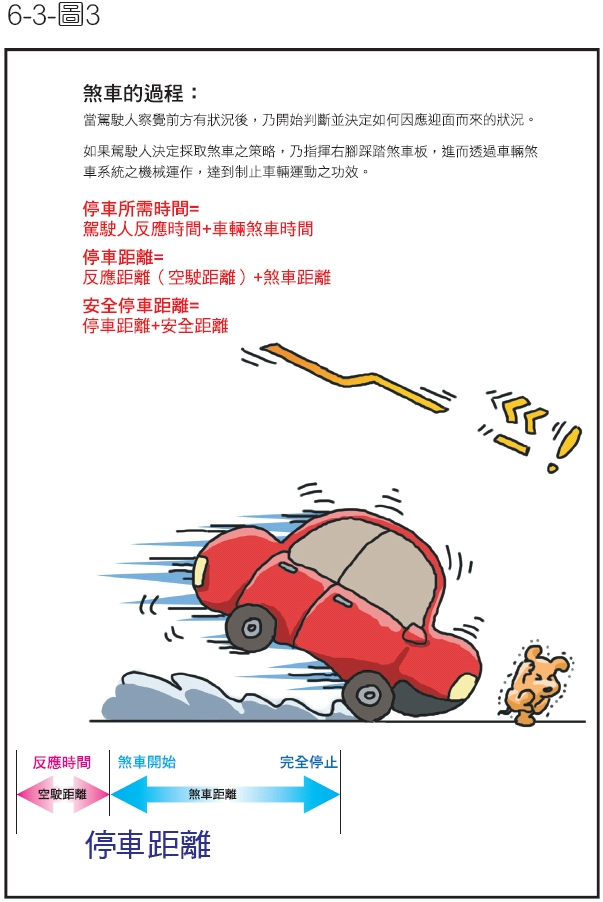 6-3-圖3
煞車的過程：
當駕駛人察覺前方有狀況後，乃開始判斷並決定如何因應迎面而來的狀況。
如果駕駛人決定採取煞車之策略，乃指揮右腳踩踏煞車板，進而透過車輛煞
車系統之機械運作，達到制止車輛運動之功效。
停車所需時間=
駕駛人反應時間+車輛煞車時間
停車距離=
反應距離（空駛距離）+煞車距離
安全停車距離=
停車距離+安全距離
反應時間 煞車開始 完全停止
空駛距離 煞車距離
停車距離